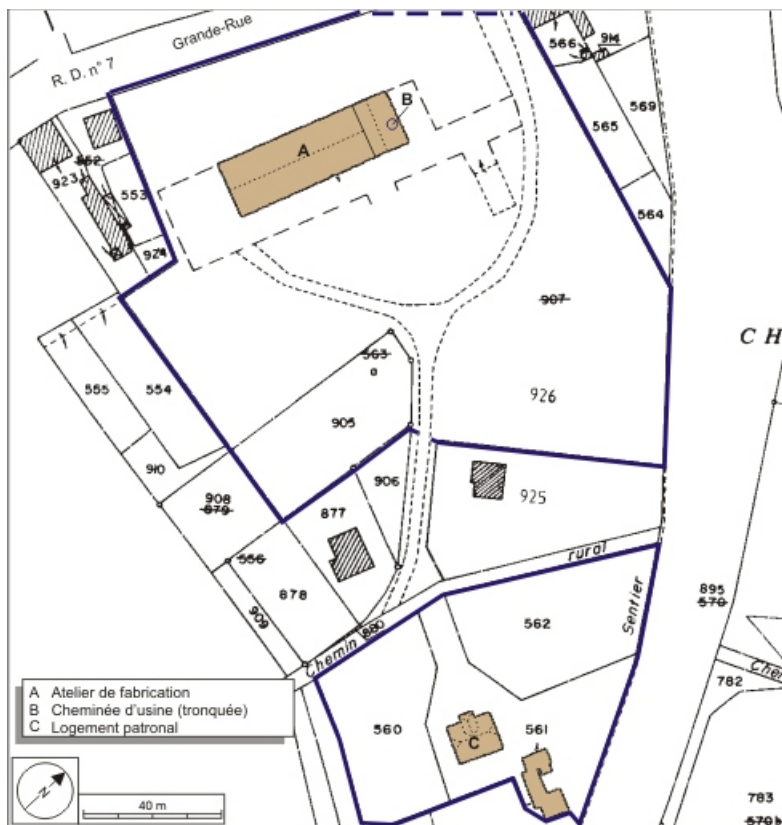 Grande-Rue
R. D. n° 7
B
A
566
914
569
565
564
552
923
553
924
907
C H
563
a
555
554
905
926
910
908
879
906
877
925
556
878
909
rural
Chemin
880
562
Sentier
895
570
Che
782
560
C
561
783
570
A Atelier de fabrication
B Cheminée d'usine (tronquée)
C Logement patronal
N
40 m